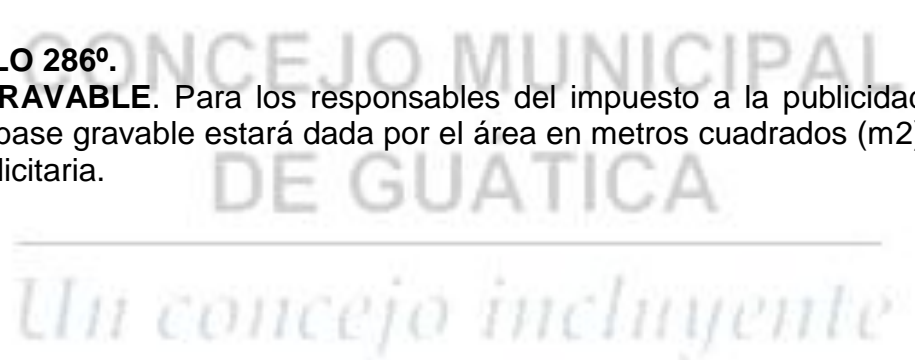 CONCEJO MUNICIPAL
LO 286º.
RAVABLE. Para los responsables del impuesto a la publicidad
base gravable estará dada por el área en metros cuadrados (m2)
licitaria.
DE GUÁTICA
Un concejo incluyente